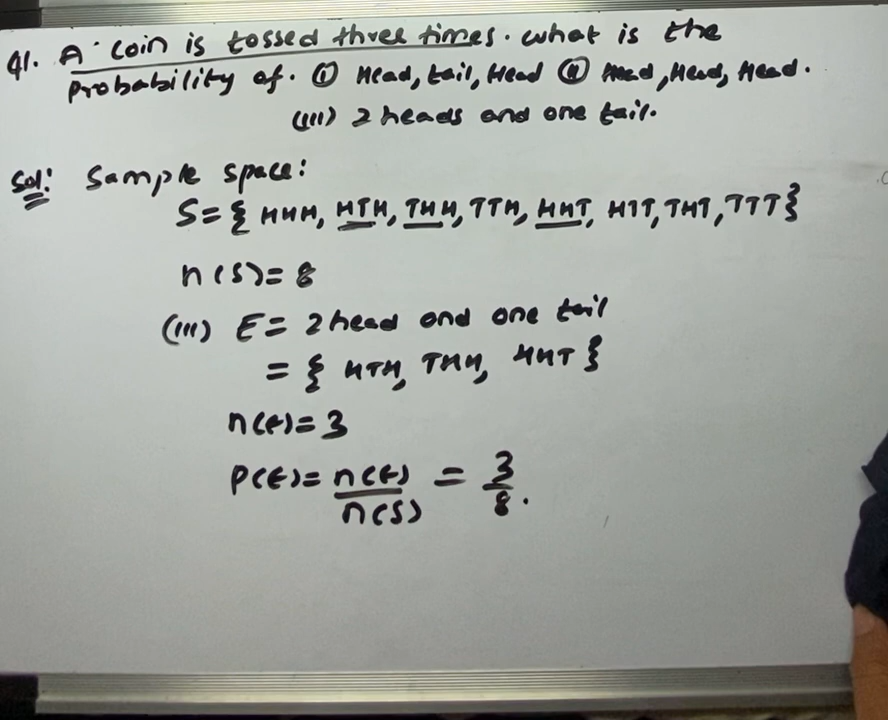 Q1. A coin is tossed three times. what is the
probability of. (i) Head, tail, Head (ii) Head, Head, Head.
(iii) 2 heads and one tail.
Sol: Sample space:
S = { HHH, HTH, THH, TTH, HHT, HTT, THT, TTT }
n(S) = 8
(iii) E = 2 head and one tail
= { HTH, THH, HHT }
n(E) = 3
P(E) = n(E)/n(S) = 3/8.